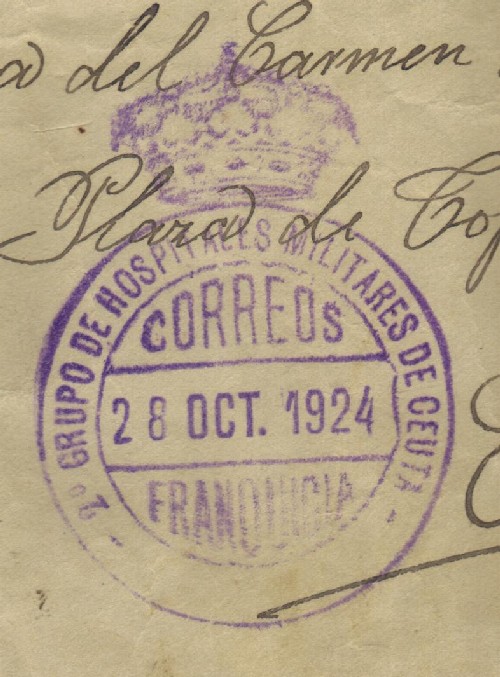 del Carmen
Plaza de
2º GRUPO DE HOSPITALES MILITARES DE CEUTA
CORREOS
28 OCT. 1924
FRANQUICIA